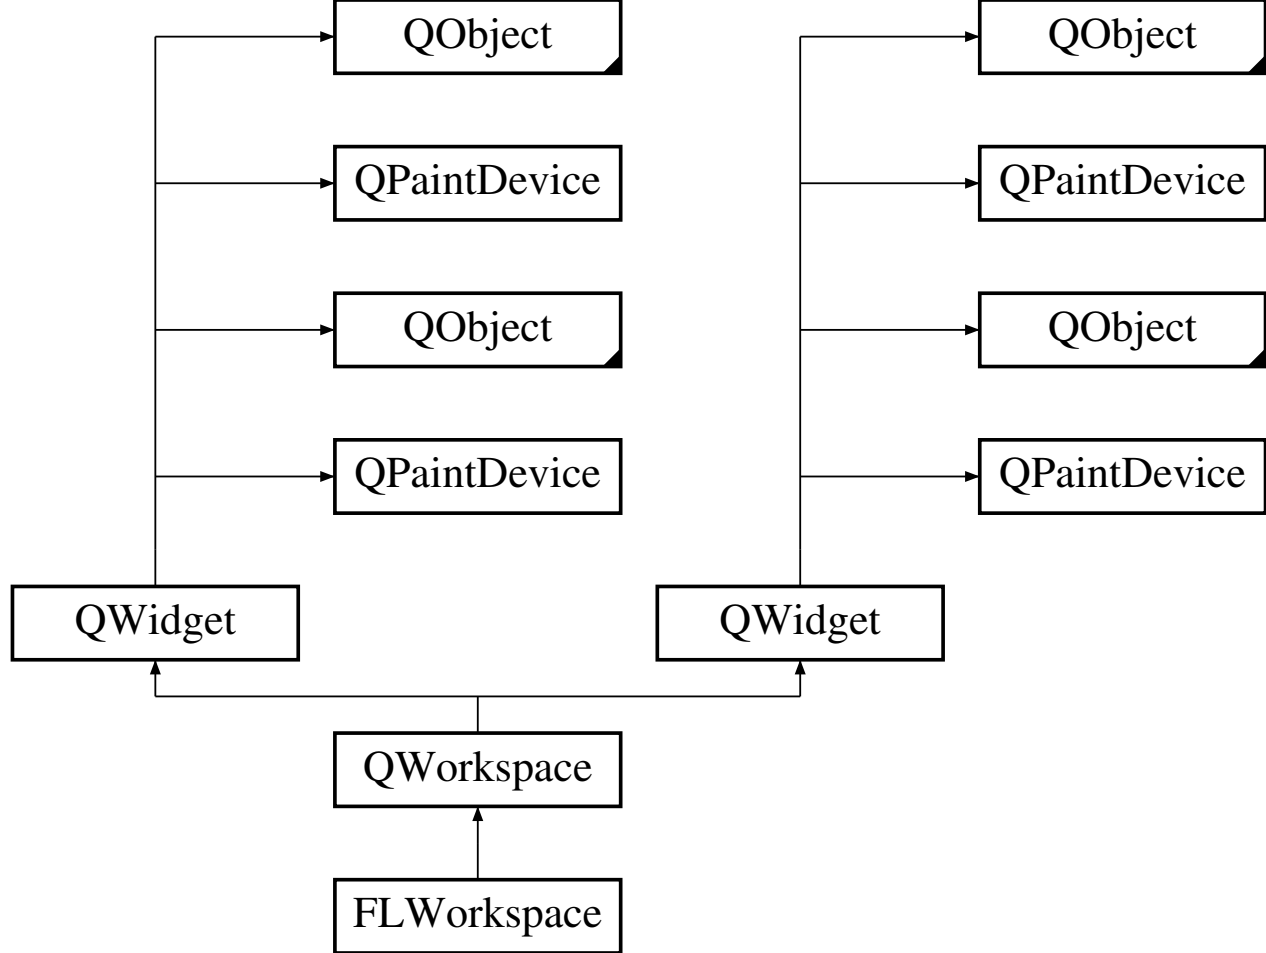 QObject
QObject
QPaintDevice
QPaintDevice
QObject
QObject
QPaintDevice
QPaintDevice
QWidget
QWidget
QWorkspace
FLWorkspace